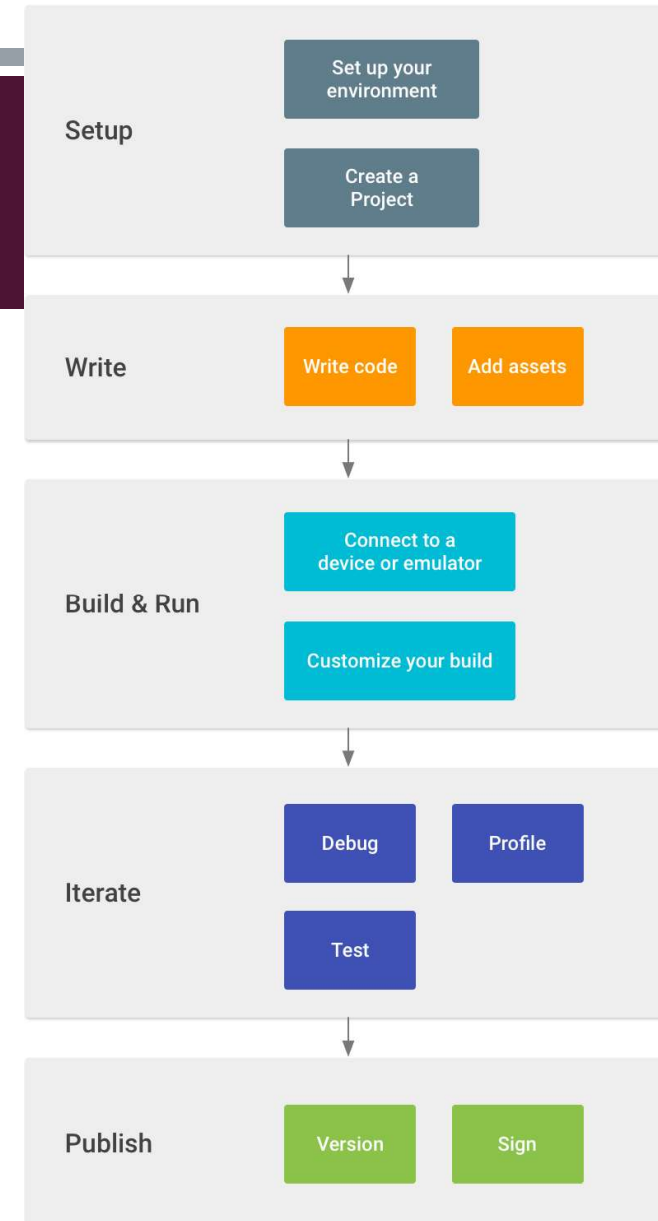 Setup
Set up your
environment
Create a
Project
Write
Write code
Add assets
Build & Run
Connect to a
device or emulator
Customize your build
Iterate
Debug
Profile
Test
Publish
Version
Sign